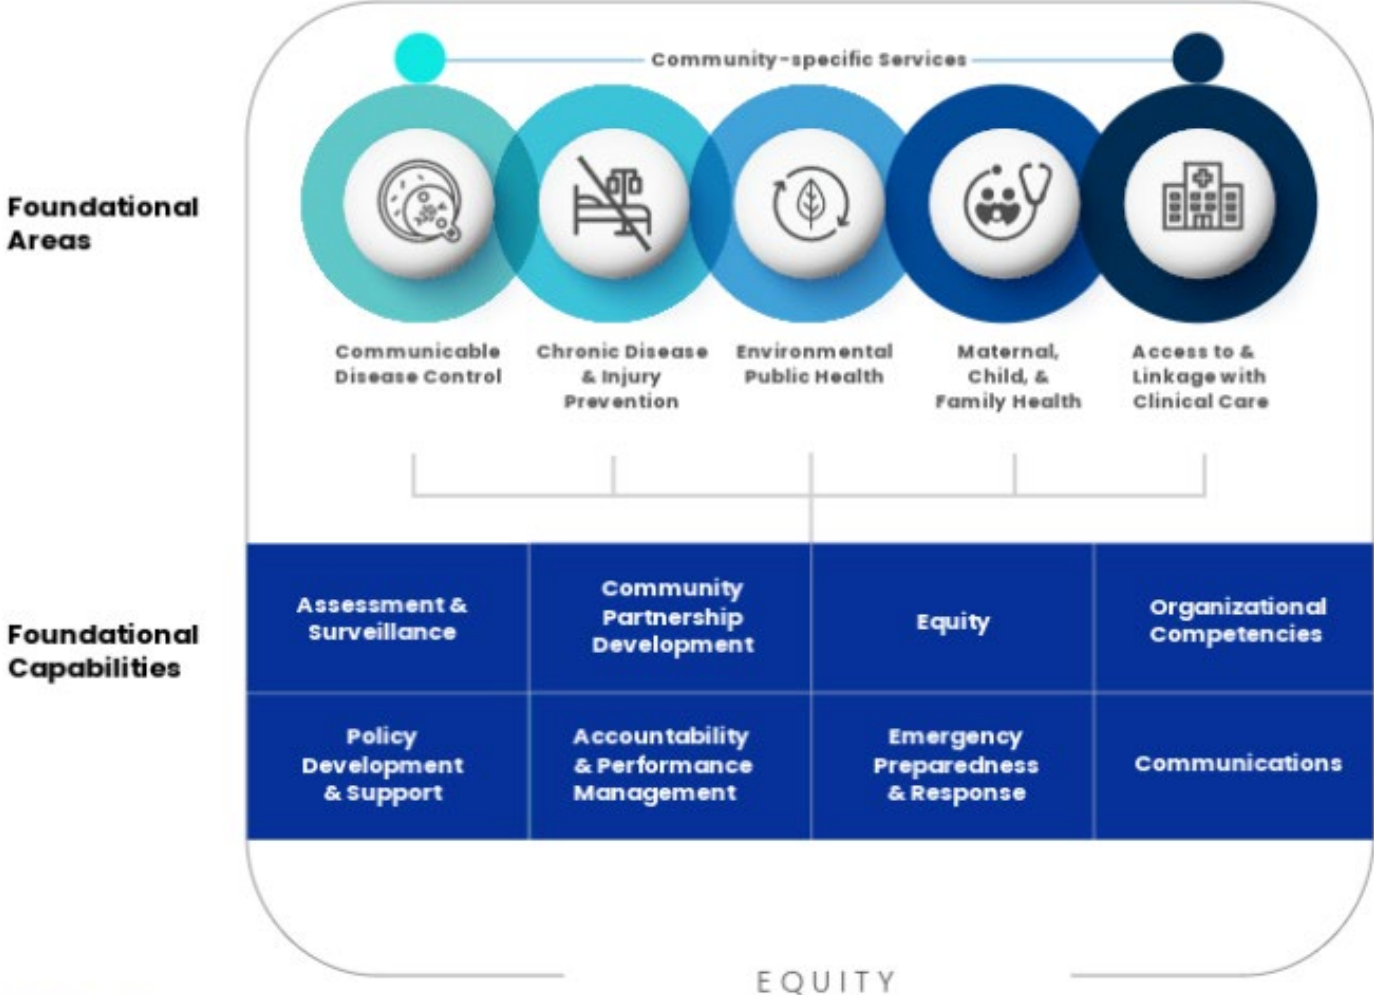 Community-specific Services
Foundational
Areas
Communicable
Disease Control
Chronic Disease
& Injury
Prevention
Environmental
Public Health
Maternal,
Child, &
Family Health
Access to &
Linkage with
Clinical Care
Foundational
Capabilities
Assessment &
Surveillance
Community
Partnership
Development
Equity
Organizational
Competencies
Policy
Development
& Support
Accountability
& Performance
Management
Emergency
Preparedness
& Response
Communications
EQUITY